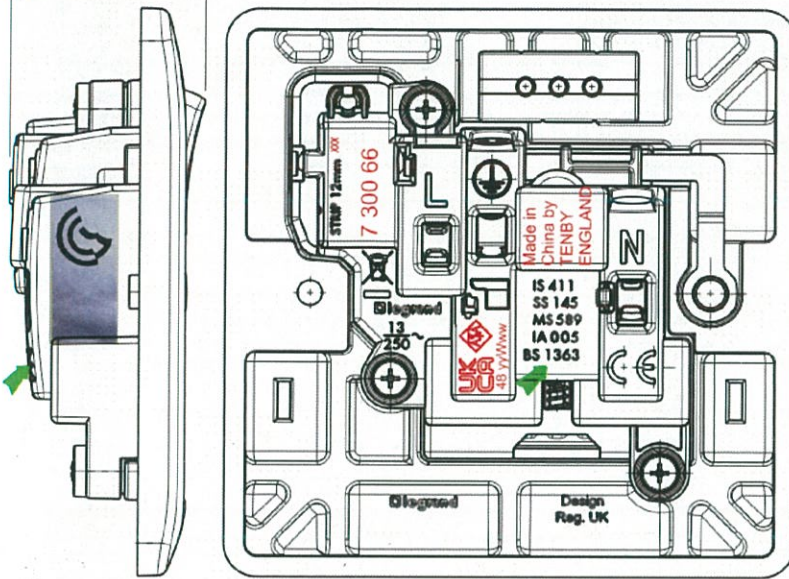 STRIP 12mm
xxx
7 300 66
L
Made in
China by
TENBY
ENGLAND
N
IS 411
SS 145
MS 589
IA 005
BS 1363
legrand
13
250~
UK
CA
48 yyWww
CE
legrand
Design
Reg. UK